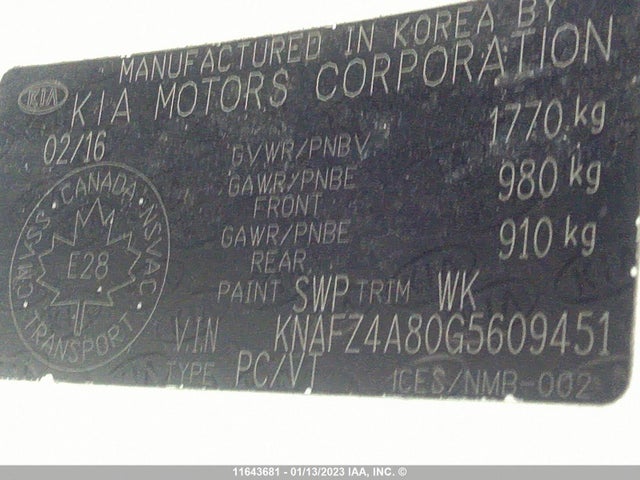 MANUFACTURED IN KOREA BY
KIA KIA MOTORS CORPORATION
02/16 GVWR/PNBV 1770 kg
GAWR/PNBE FRONT 980 kg
GAWR/PNBE REAR 910 kg
CANADA NSVAC TRANSPORT CMVSS
E28
PAINT SWP TRIM WK
V.I.N KNAFZ4A80G5609451
TYPE PC/VT ICES/NMB-002
11643681 - 01/13/2023 IAA, INC. ©